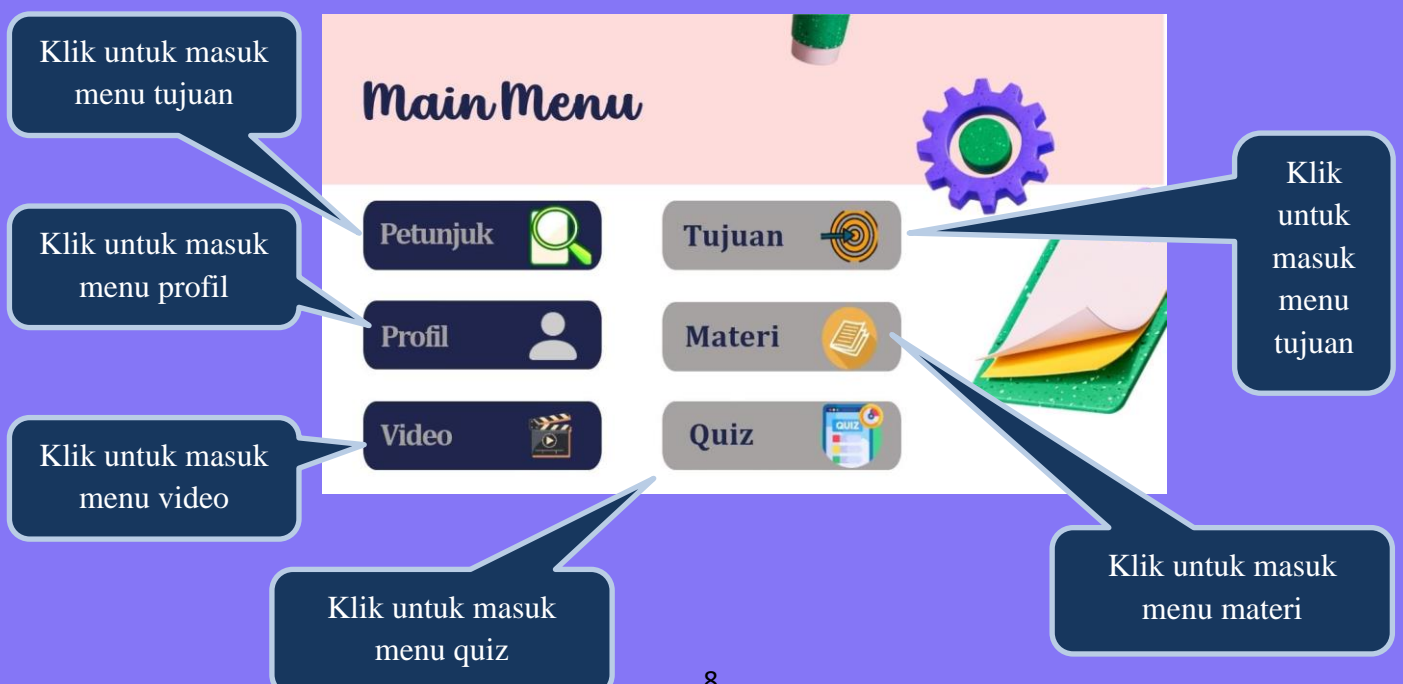 Klik untuk masuk
menu tujuan
Main Menu
Klik
untuk
masuk
menu
tujuan
Petunjuk
Tujuan
Klik untuk masuk
menu profil
Profil
Materi
Video
Quiz
QUIZ
Klik untuk masuk
menu video
Klik untuk masuk
menu materi
Klik untuk masuk
menu quiz
8